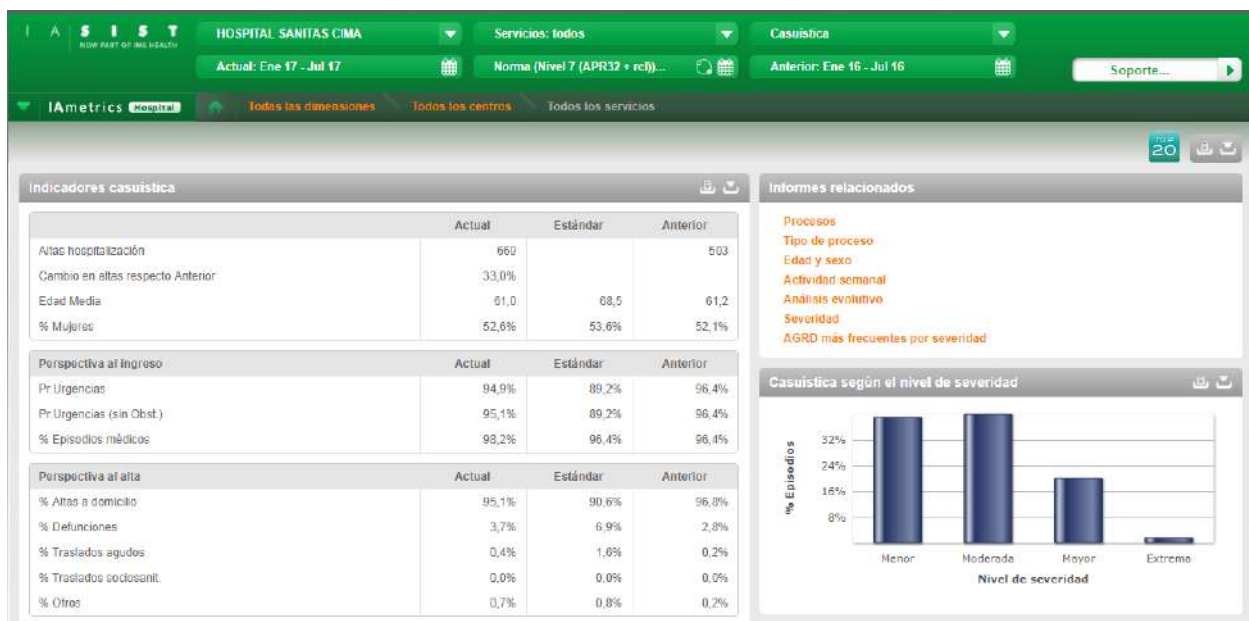 I A S I S T
NOW PART OF IMS HEALTH
HOSPITAL SANITAS CIMA
Servicios: todos
Casuística
Actual: Ene 17 - Jul 17
Norma (Nivel 7 (APR32 + rcl))...
Anterior: Ene 16 - Jul 16
Soporte...
IAmetrics Hospital
Todas las dimensiones
Todos los centros
Todos los servicios
TOP 20
Indicadores casuística
Actual Estándar Anterior
Altas hospitalización 669 503
Cambio en altas respecto Anterior 33,0%
Edad Media 61,0 68,5 61,2
% Mujeres 52,6% 53,6% 52,1%
Perspectiva al ingreso Actual Estándar Anterior
Pr.Urgencias 94,9% 89,2% 96,4%
Pr.Urgencias (sin Obst.) 95,1% 89,2% 96,4%
% Episodios médicos 98,2% 96,4% 96,4%
Perspectiva al alta Actual Estándar Anterior
% Altas a domicilio 95,1% 90,6% 96,8%
% Defunciones 3,7% 6,9% 2,8%
% Traslados agudos 0,4% 1,6% 0,2%
% Traslados sociosanit. 0,0% 0,0% 0,0%
% Otros 0,7% 0,8% 0,2%
Informes relacionados
Procesos
Tipo de proceso
Edad y sexo
Actividad semanal
Análisis evolutivo
Severidad
AGRD más frecuentes por severidad
Casuística según el nivel de severidad
% Episodios
32%
24%
16%
8%
Menor Moderada Mayor Extrema
Nivel de severidad